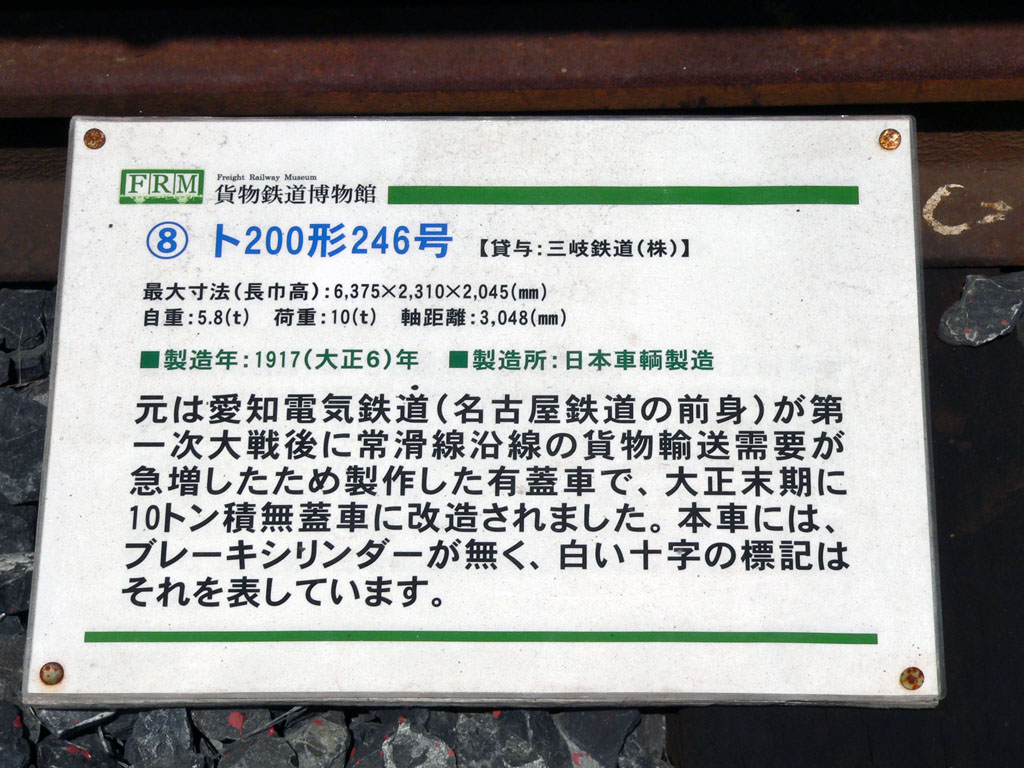 FRM
Freight Railway Museum
貨物鉄道博物館
⑧ ト200形246号 【貸与:三岐鉄道(株)】
最大寸法(長巾高):6,375×2,310×2,045(㎜)
自重:5.8(t) 荷重:10(t) 軸距離:3,048(㎜)
■製造年:1917(大正6)年 ■製造所:日本車輌製造
元は愛知電気鉄道(名古屋鉄道の前身)が第
一次大戦後に常滑線沿線の貨物輸送需要が
急増したため製作した有蓋車で、大正末期に
10トン積無蓋車に改造されました。本車には、
ブレーキシリンダーが無く、白い十字の標記は
それを表しています。